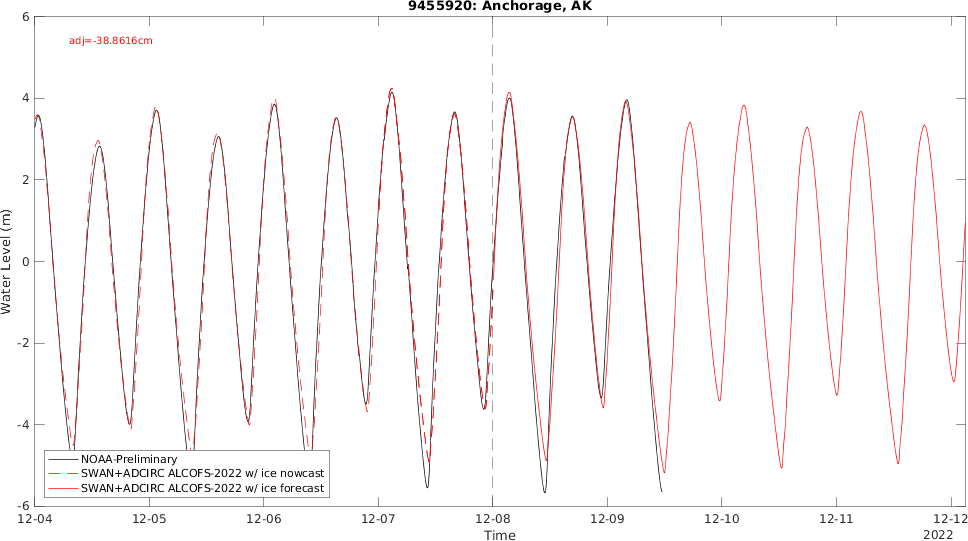 9455920: Anchorage, AK
adj=-38.8616cm
6
4
2
0
-2
-4
-6
Water Level (m)
NOAA-Preliminary
SWAN+ADCIRC ALCOFS-2022 w/ ice nowcast
SWAN+ADCIRC ALCOFS-2022 w/ ice forecast
12-04 12-05 12-06 12-07 12-08 12-09 12-10 12-11 12-12
Time
2022